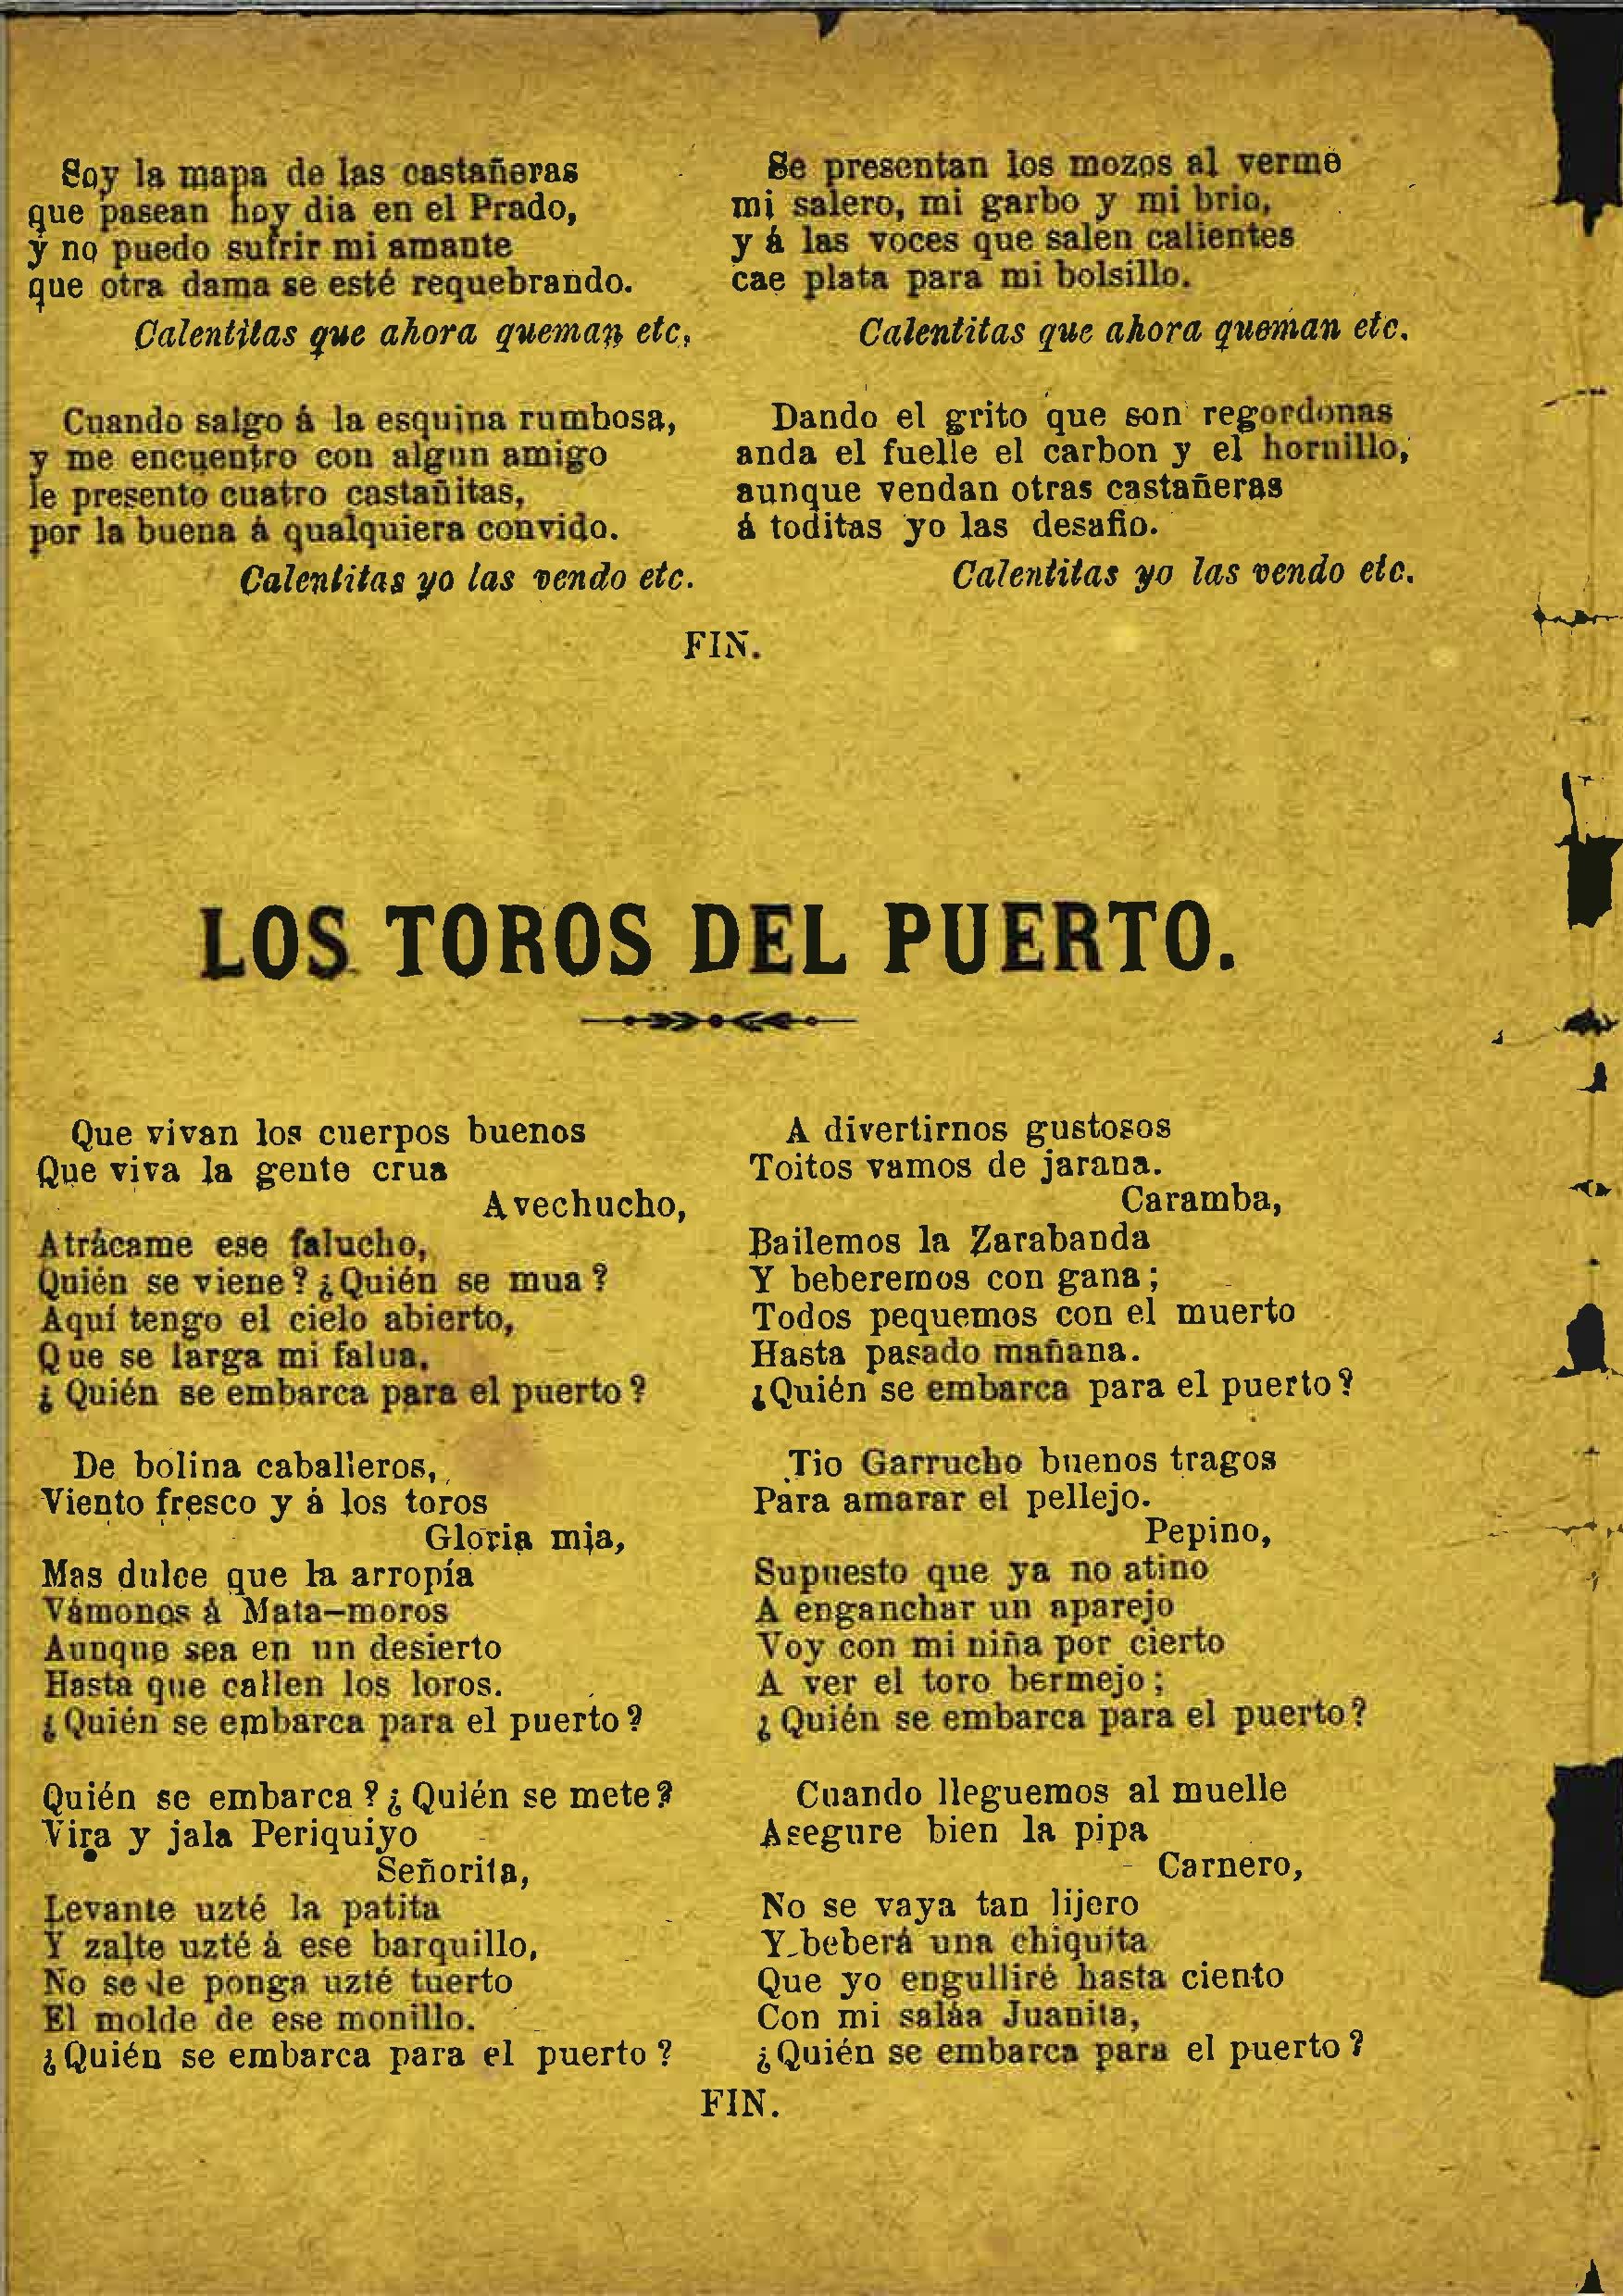 Soy la mapa de las castañeras
que pasean hoy dia en el Prado,
y no puedo sufrir mi amante
que otra dama se esté requebrando.
Calentitas que ahora queman etc,
Cuando salgo á la esquina rumbosa,
y me encuentro con algun amigo
le presento cuatro castañitas,
por la buena á qualquiera convido.
Calentitas yo las vendo etc.
Se presentan los mozos al verme
mi salero, mi garbo y mi brio,
y á las voces que salen calientes
cae plata para mi bolsillo.
Calentitas que ahora queman etc.
Dando el grito que son regordonas
anda el fuelle el carbon y el hornillo,
aunque vendan otras castañeras
á toditas yo las desafio.
Calentitas yo las vendo etc.
FIN.
LOS TOROS DEL PUERTO.
Que vivan los cuerpos buenos
Que viva la gente crua
Avechucho,
Atrácame ese falucho,
Quién se viene? ¿Quién se mua?
Aquí tengo el cielo abierto,
Que se larga mi falua,
¿Quién se embarca para el puerto?
De bolina caballeros,
Viento fresco y á los toros
Gloria mia,
Mas dulce que la arropía
Vámonos á Mata-moros
Aunque sea en un desierto
Hasta que callen los loros.
¿Quién se embarca para el puerto?
Quién se embarca? ¿Quién se mete?
Vira y jala Periquiyo
Señorita,
Levante uzté la patita
Y zalte uzté á ese barquillo,
No se le ponga uzté tuerto
El molde de ese monillo.
¿Quién se embarca para el puerto?
A divertirnos gustosos
Toitos vamos de jarana.
Caramba,
Bailemos la Zarabanda
Y beberemos con gana;
Todos pequemos con el muerto
Hasta pasado mañana.
¿Quién se embarca para el puerto?
Tio Garrucho buenos tragos
Para amarar el pellejo.
Pepino,
Supuesto que ya no atino
A enganchar un aparejo
Voy con mi niña por cierto
A ver el toro bermejo;
¿Quién se embarca para el puerto?
Cuando lleguemos al muelle
Asegure bien la pipa
Carnero,
No se vaya tan lijero
Y beberá una chiquita
Que yo engulliré hasta ciento
Con mi saláa Juanita,
¿Quién se embarca para el puerto?
FIN.